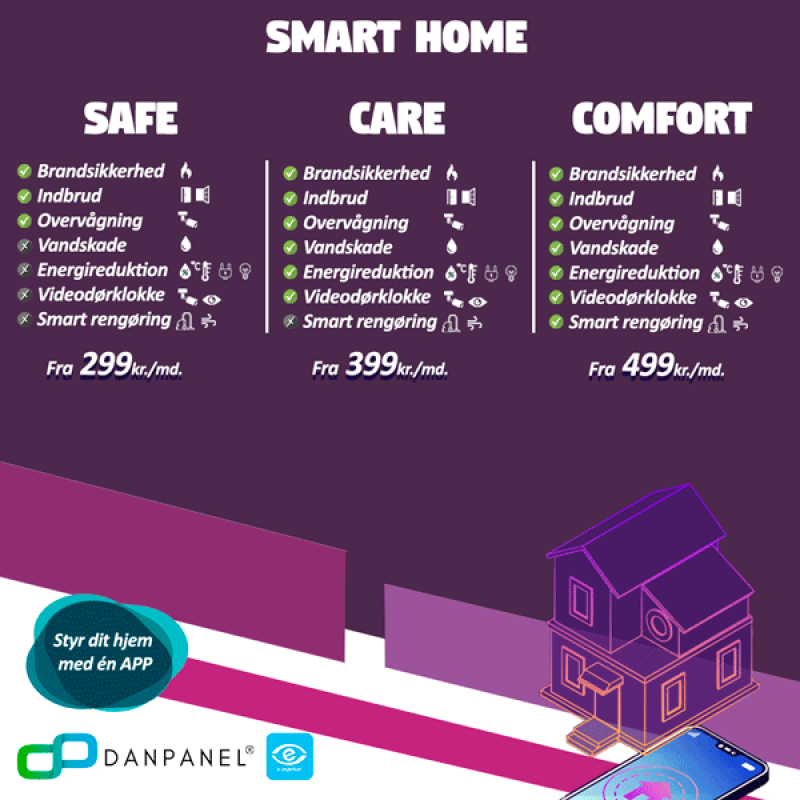 SMART HOME
SAFE
Brandsikkerhed
Indbrud
Overvågning
Vandskade
Energireduktion
Videodørklokke
Smart rengøring
Fra 299kr./md.
CARE
Brandsikkerhed
Indbrud
Overvågning
Vandskade
Energireduktion
Videodørklokke
Smart rengøring
Fra 399kr./md.
COMFORT
Brandsikkerhed
Indbrud
Overvågning
Vandskade
Energireduktion
Videodørklokke
Smart rengøring
Fra 499kr./md.
Styr dit hjem
med én APP
DANPANEL®